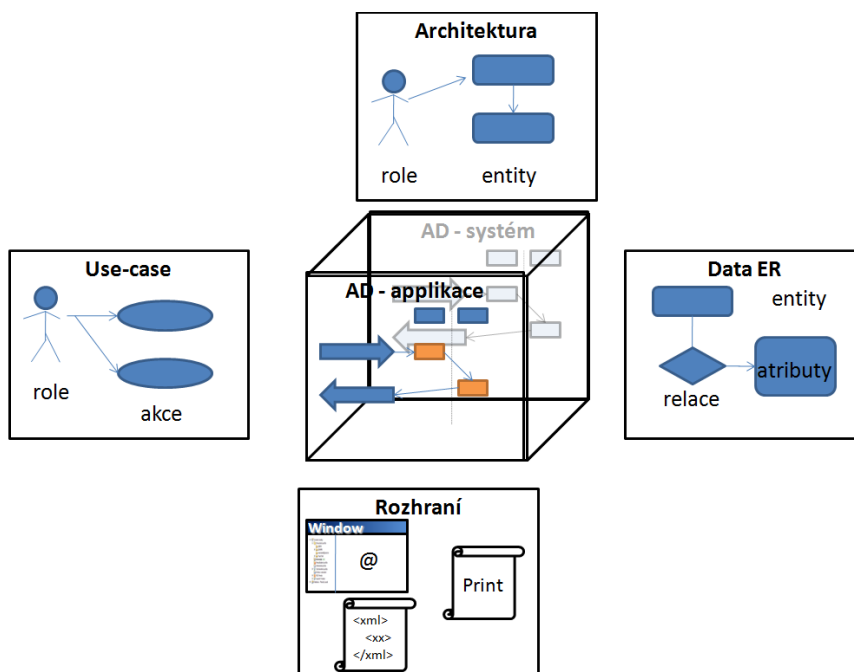 Architektura
role
entity
AD - systém
Use-case
role
akce
AD - applikace
Data ER
entity
relace
atributy
Rozhraní
Window
@
Print
<xml>
<xx>
</xml>